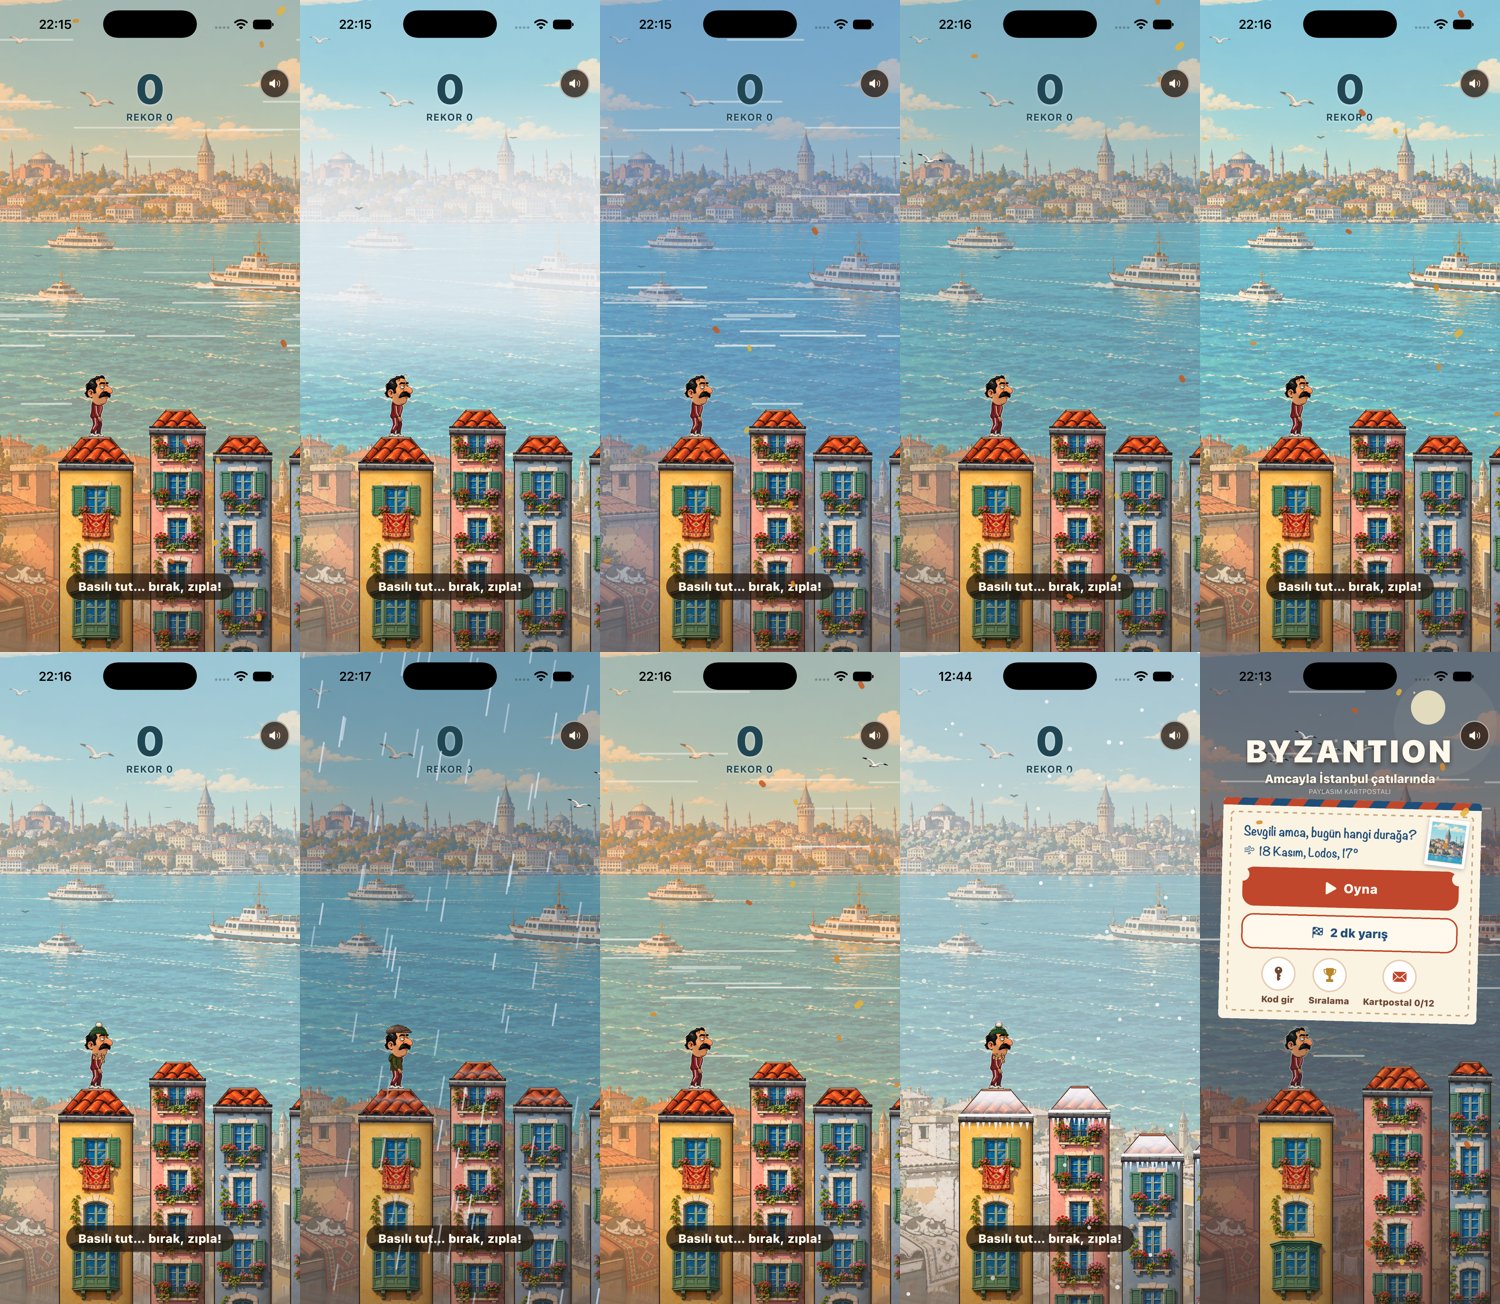 22:15
0
REKOR 0
Basılı tut... bırak, zıpla!
22:15
0
REKOR 0
Basılı tut... bırak, zıpla!
22:15
0
REKOR 0
Basılı tut... bırak, zıpla!
22:16
0
REKOR 0
Basılı tut... bırak, zıpla!
22:16
0
REKOR 0
Basılı tut... bırak, zıpla!
22:16
0
REKOR 0
Basılı tut... bırak, zıpla!
22:17
0
REKOR 0
Basılı tut... bırak, zıpla!
22:16
0
REKOR 0
Basılı tut... bırak, zıpla!
12:44
0
REKOR 0
Basılı tut... bırak, zıpla!
22:13
BYZANTION
Amcayla İstanbul çatılarında
PAYLAŞIM KARTPOSTALI
Sevgili amca, bugün hangi durağa?
18 Kasım, Lodos, 17°
Oyna
2 dk yarış
Kod gir
Sıralama
Kartpostal 0/12